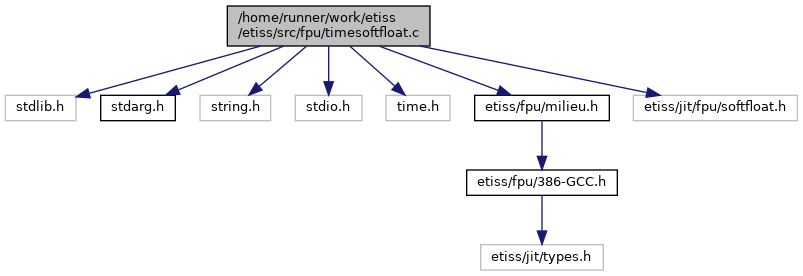 /home/runner/work/etiss
/etiss/src/fpu/timesoftfloat.c
stdlib.h
stdarg.h
string.h
stdio.h
time.h
etiss/fpu/milieu.h
etiss/jit/fpu/softfloat.h
etiss/fpu/386-GCC.h
etiss/jit/types.h